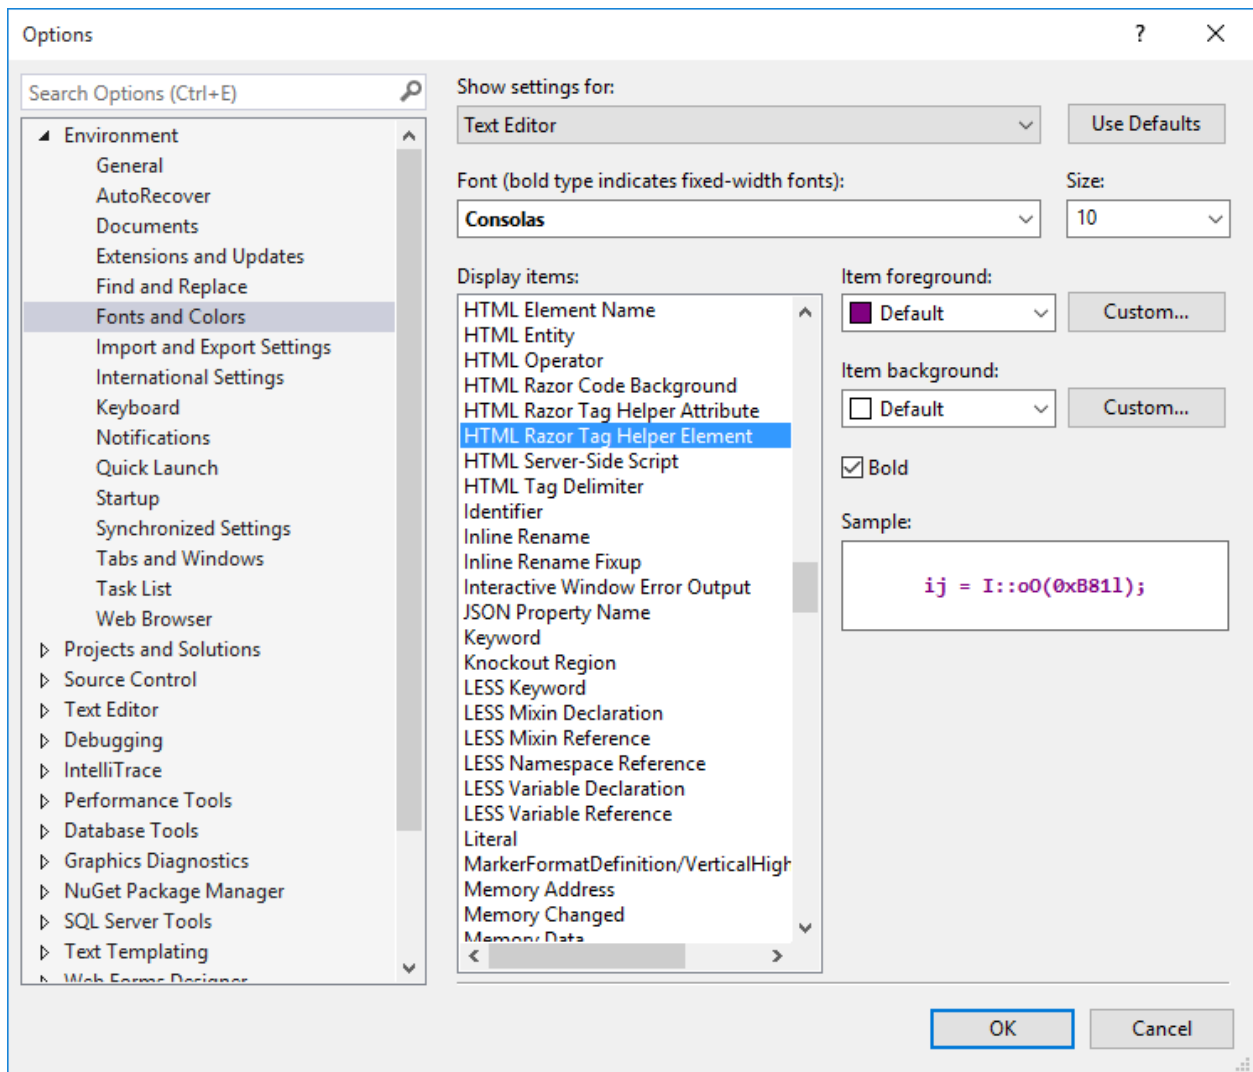 Options
?
Search Options (Ctrl+E)
Environment
General
AutoRecover
Documents
Extensions and Updates
Find and Replace
Fonts and Colors
Import and Export Settings
International Settings
Keyboard
Notifications
Quick Launch
Startup
Synchronized Settings
Tabs and Windows
Task List
Web Browser
Projects and Solutions
Source Control
Text Editor
Debugging
IntelliTrace
Performance Tools
Database Tools
Graphics Diagnostics
NuGet Package Manager
SQL Server Tools
Text Templating
Web Forms Designer
Show settings for:
Text Editor
Use Defaults
Font (bold type indicates fixed-width fonts):
Size:
Consolas
10
Display items:
HTML Element Name
HTML Entity
HTML Operator
HTML Razor Code Background
HTML Razor Tag Helper Attribute
HTML Razor Tag Helper Element
HTML Server-Side Script
HTML Tag Delimiter
Identifier
Inline Rename
Inline Rename Fixup
Interactive Window Error Output
JSON Property Name
Keyword
Knockout Region
LESS Keyword
LESS Mixin Declaration
LESS Mixin Reference
LESS Namespace Reference
LESS Variable Declaration
LESS Variable Reference
Literal
MarkerFormatDefinition/VerticalHigh
Memory Address
Memory Changed
Memory Data
Item foreground:
Default
Custom...
Item background:
Default
Custom...
Bold
Sample:
ij = I::oO(0xB81l);
OK
Cancel